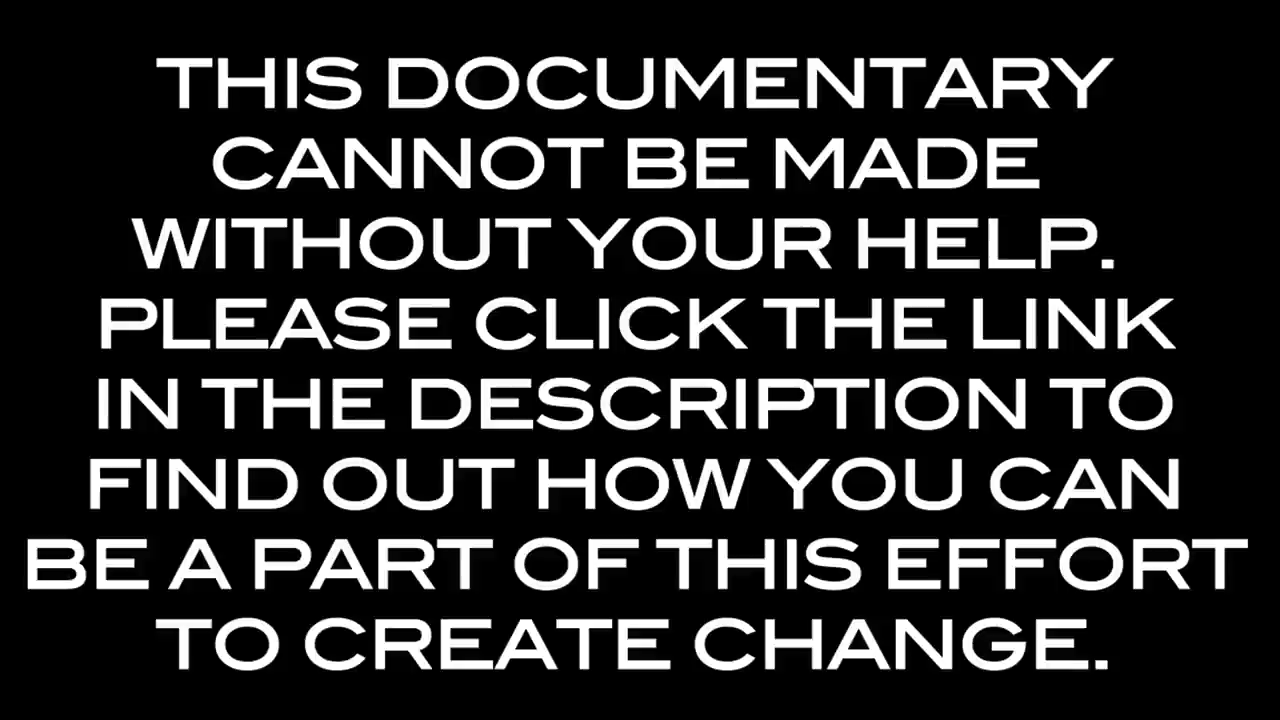 THIS DOCUMENTARY
CANNOT BE MADE
WITHOUT YOUR HELP.
PLEASE CLICK THE LINK
IN THE DESCRIPTION TO
FIND OUT HOW YOU CAN
BE A PART OF THIS EFFORT
TO CREATE CHANGE.